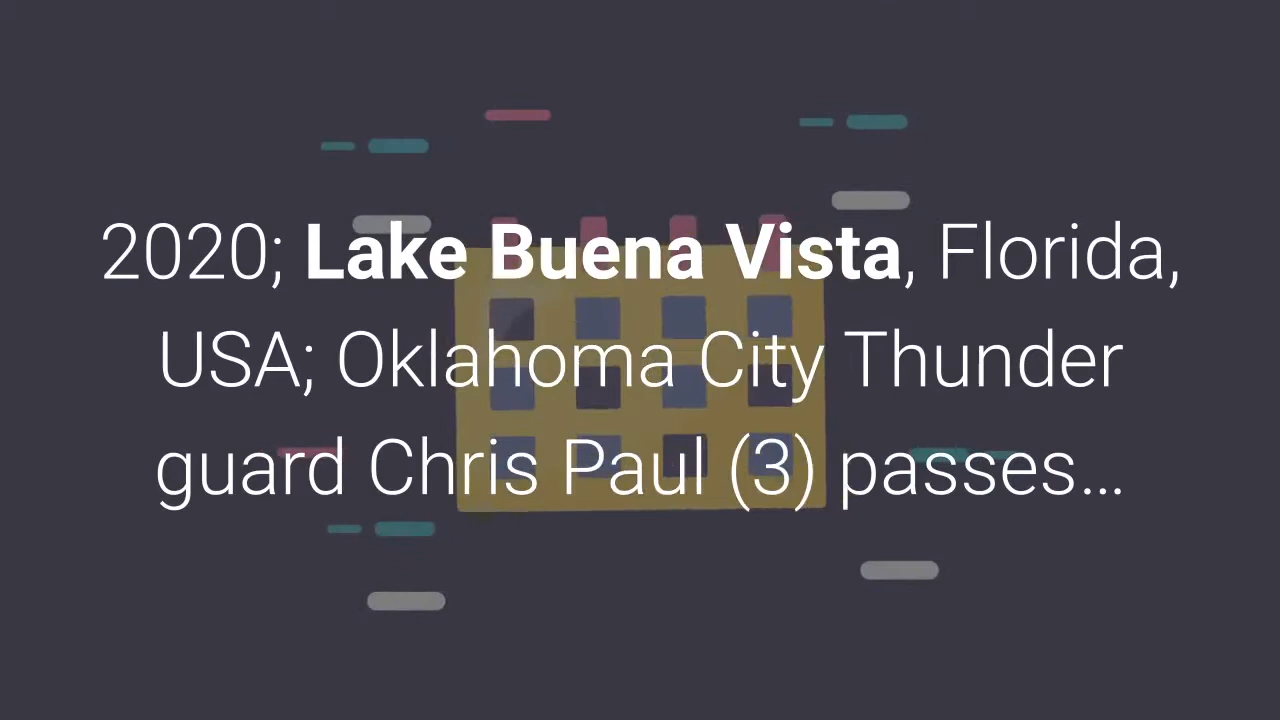 2020; Lake Buena Vista, Florida,
USA; Oklahoma City Thunder
guard Chris Paul (3) passes...